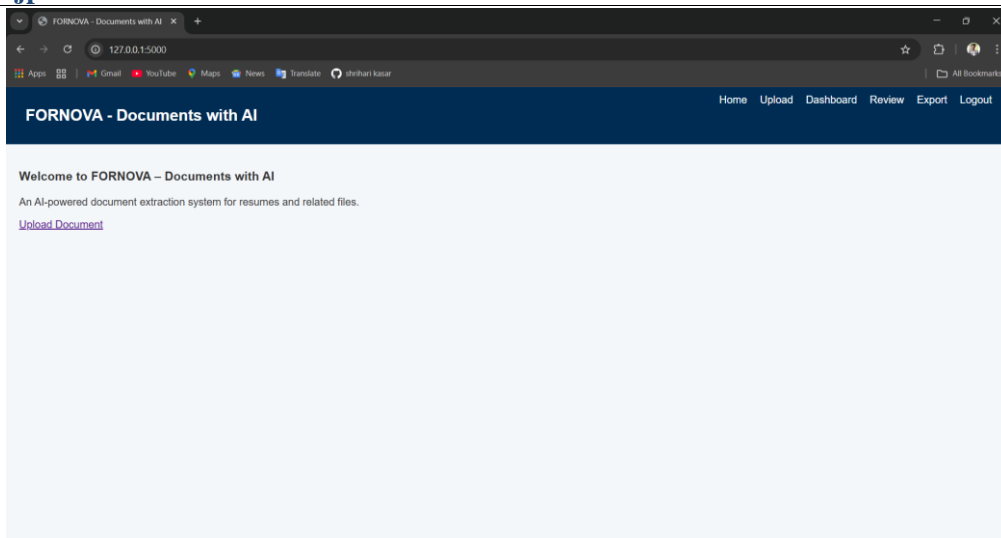 FORNOVA - Documents with AI
127.0.0.1:5000
Apps Gmail YouTube Maps News Translate shrihari kasar All Bookmarks
Home Upload Dashboard Review Export Logout
FORNOVA - Documents with AI
Welcome to FORNOVA – Documents with AI
An AI-powered document extraction system for resumes and related files.
Upload Document